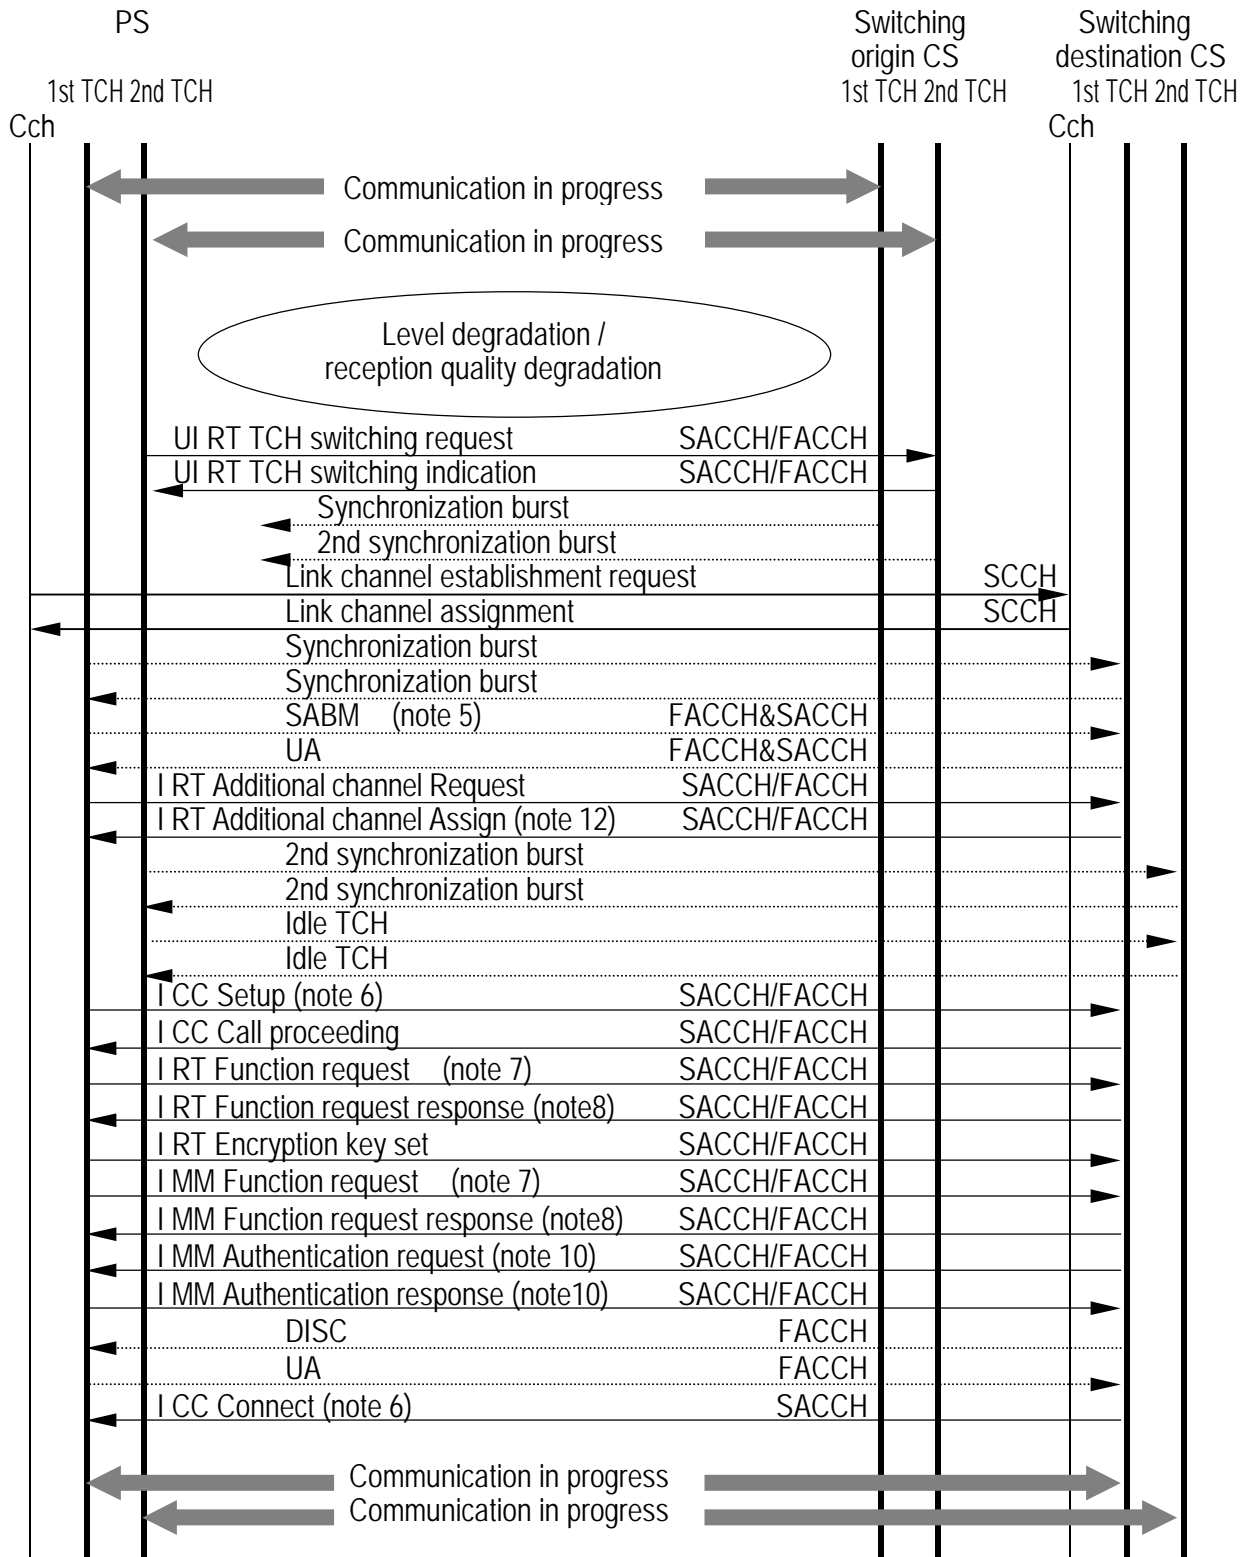 PS
Switching
origin CS
Switching
destination CS
1st TCH 2nd TCH
1st TCH 2nd TCH
1st TCH 2nd TCH
Cch
Cch
Communication in progress
Communication in progress
Level degradation /
reception quality degradation
UI RT TCH switching request SACCH/FACCH
UI RT TCH switching indication SACCH/FACCH
Synchronization burst
2nd synchronization burst
Link channel establishment request SCCH
Link channel assignment SCCH
Synchronization burst
Synchronization burst
SABM (note 5) FACCH&SACCH
UA FACCH&SACCH
I RT Additional channel Request SACCH/FACCH
I RT Additional channel Assign (note 12) SACCH/FACCH
2nd synchronization burst
2nd synchronization burst
Idle TCH
Idle TCH
I CC Setup (note 6) SACCH/FACCH
I CC Call proceeding SACCH/FACCH
I RT Function request (note 7) SACCH/FACCH
I RT Function request response (note8) SACCH/FACCH
I RT Encryption key set SACCH/FACCH
I MM Function request (note 7) SACCH/FACCH
I MM Function request response (note8) SACCH/FACCH
I MM Authentication request (note 10) SACCH/FACCH
I MM Authentication response (note10) SACCH/FACCH
DISC FACCH
UA FACCH
I CC Connect (note 6) SACCH
Communication in progress
Communication in progress